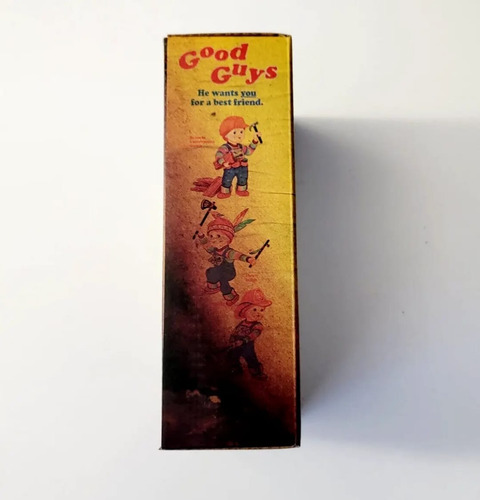 Good
Guys
He wants you
for a best friend.